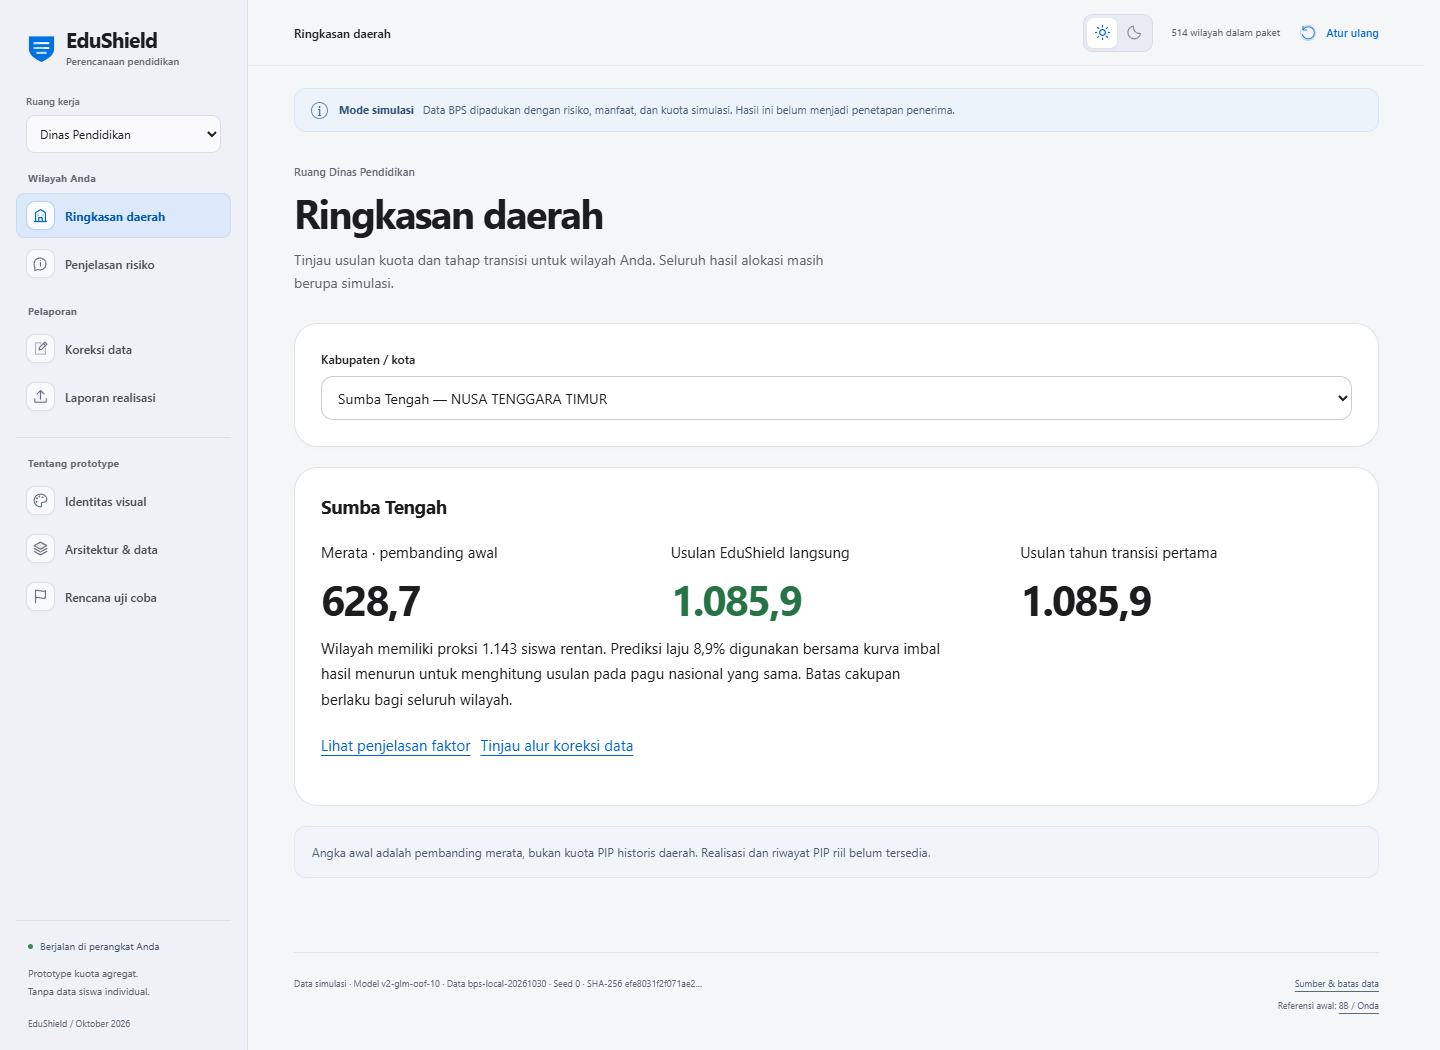 EduShield
Perencanaan pendidikan
Ruang kerja
Dinas Pendidikan
Wilayah Anda
Ringkasan daerah
Penjelasan risiko
Pelaporan
Koreksi data
Laporan realisasi
Tentang prototype
Identitas visual
Arsitektur & data
Rencana uji coba
Berjalan di perangkat Anda
Prototype kuota agregat.
Tanpa data siswa individual.
EduShield / Oktober 2026
Ringkasan daerah
514 wilayah dalam paket
Atur ulang
Mode simulasi Data BPS dipadukan dengan risiko, manfaat, dan kuota simulasi. Hasil ini belum menjadi penetapan penerima.
Ruang Dinas Pendidikan
Ringkasan daerah
Tinjau usulan kuota dan tahap transisi untuk wilayah Anda. Seluruh hasil alokasi masih
berupa simulasi.
Kabupaten / kota
Sumba Tengah — NUSA TENGGARA TIMUR
Sumba Tengah
Merata · pembanding awal
628,7
Usulan EduShield langsung
1.085,9
Usulan tahun transisi pertama
1.085,9
Wilayah memiliki proksi 1.143 siswa rentan. Prediksi laju 8,9% digunakan bersama kurva imbal
hasil menurun untuk menghitung usulan pada pagu nasional yang sama. Batas cakupan
berlaku bagi seluruh wilayah.
Lihat penjelasan faktor Tinjau alur koreksi data
Angka awal adalah pembanding merata, bukan kuota PIP historis daerah. Realisasi dan riwayat PIP riil belum tersedia.
Data simulasi · Model v2-glm-oof-10 · Data bps-local-20261030 · Seed 0 · SHA-256 efe8031f2f071ae2…
Sumber & batas data
Referensi awal: 8B / Onda